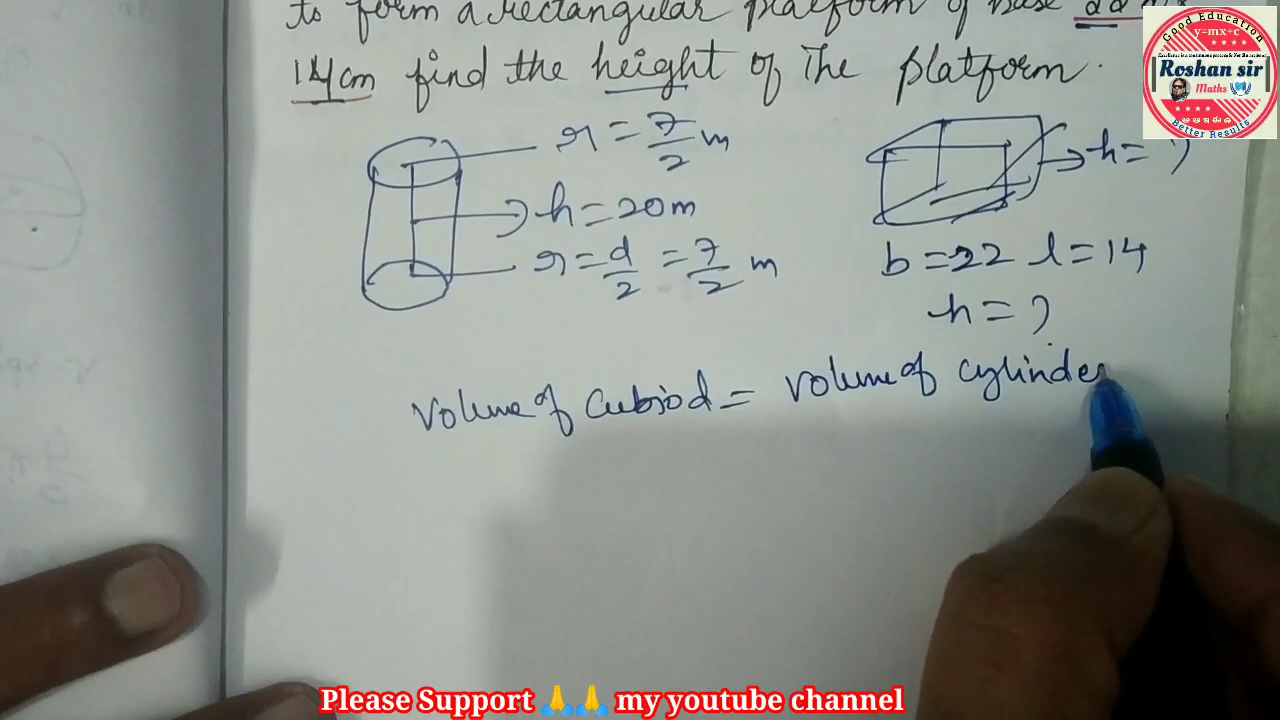 to form a rectangular platform of base 22 cm x
14cm find the height of The platform.
r = 7/2 m
h = 20m
r = d/2 = 7/2 m
h = ?
b = 22 l = 14
h = ?
Volume of Cubiod = Volume of cylinder
Good Education
y=mx+c
Roshan sir
Maths
Better Results
Please Support 🙏🙏 my youtube channel